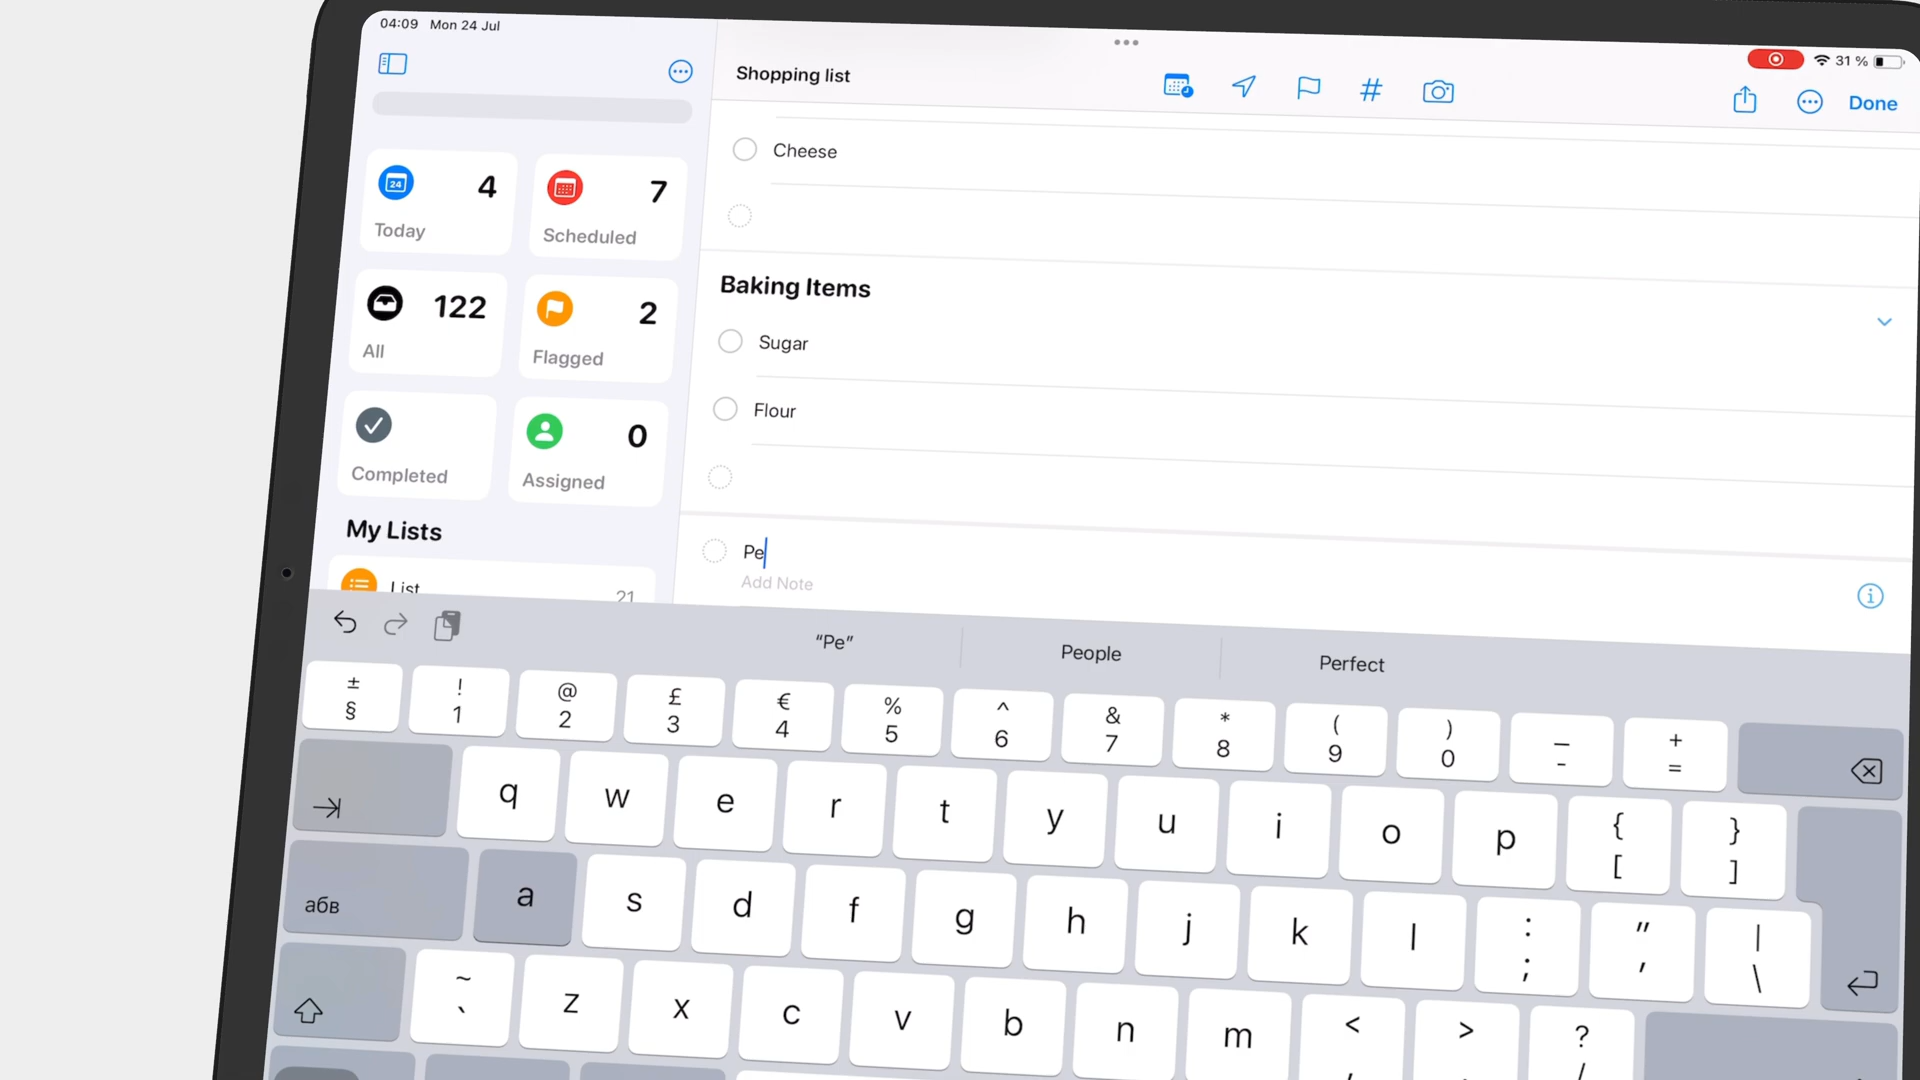 04:09 Mon 24 Jul
31 %
Shopping list
Done
4
Today
7
Scheduled
122
All
2
Flagged
Completed
0
Assigned
My Lists
List 21
Cheese
Baking Items
Sugar
Flour
Pe
Add Note
“Pe” People Perfect
± ! @ £ € % ^ & * ( ) _ +
§ 1 2 3 4 5 6 7 8 9 0 - =
q w e r t y u i o p { }
[ ]
абв a s d f g h j k l : " |
; ' \
~ z x c v b n m < > ?
` , . /